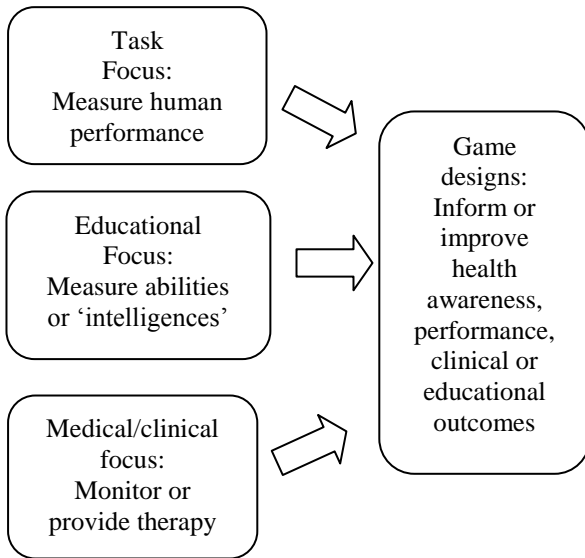 Task
Focus:
Measure human
performance
Educational
Focus:
Measure abilities
or ‘intelligences’
Medical/clinical
focus:
Monitor or
provide therapy
Game
designs:
Inform or
improve
health
awareness,
performance,
clinical or
educational
outcomes